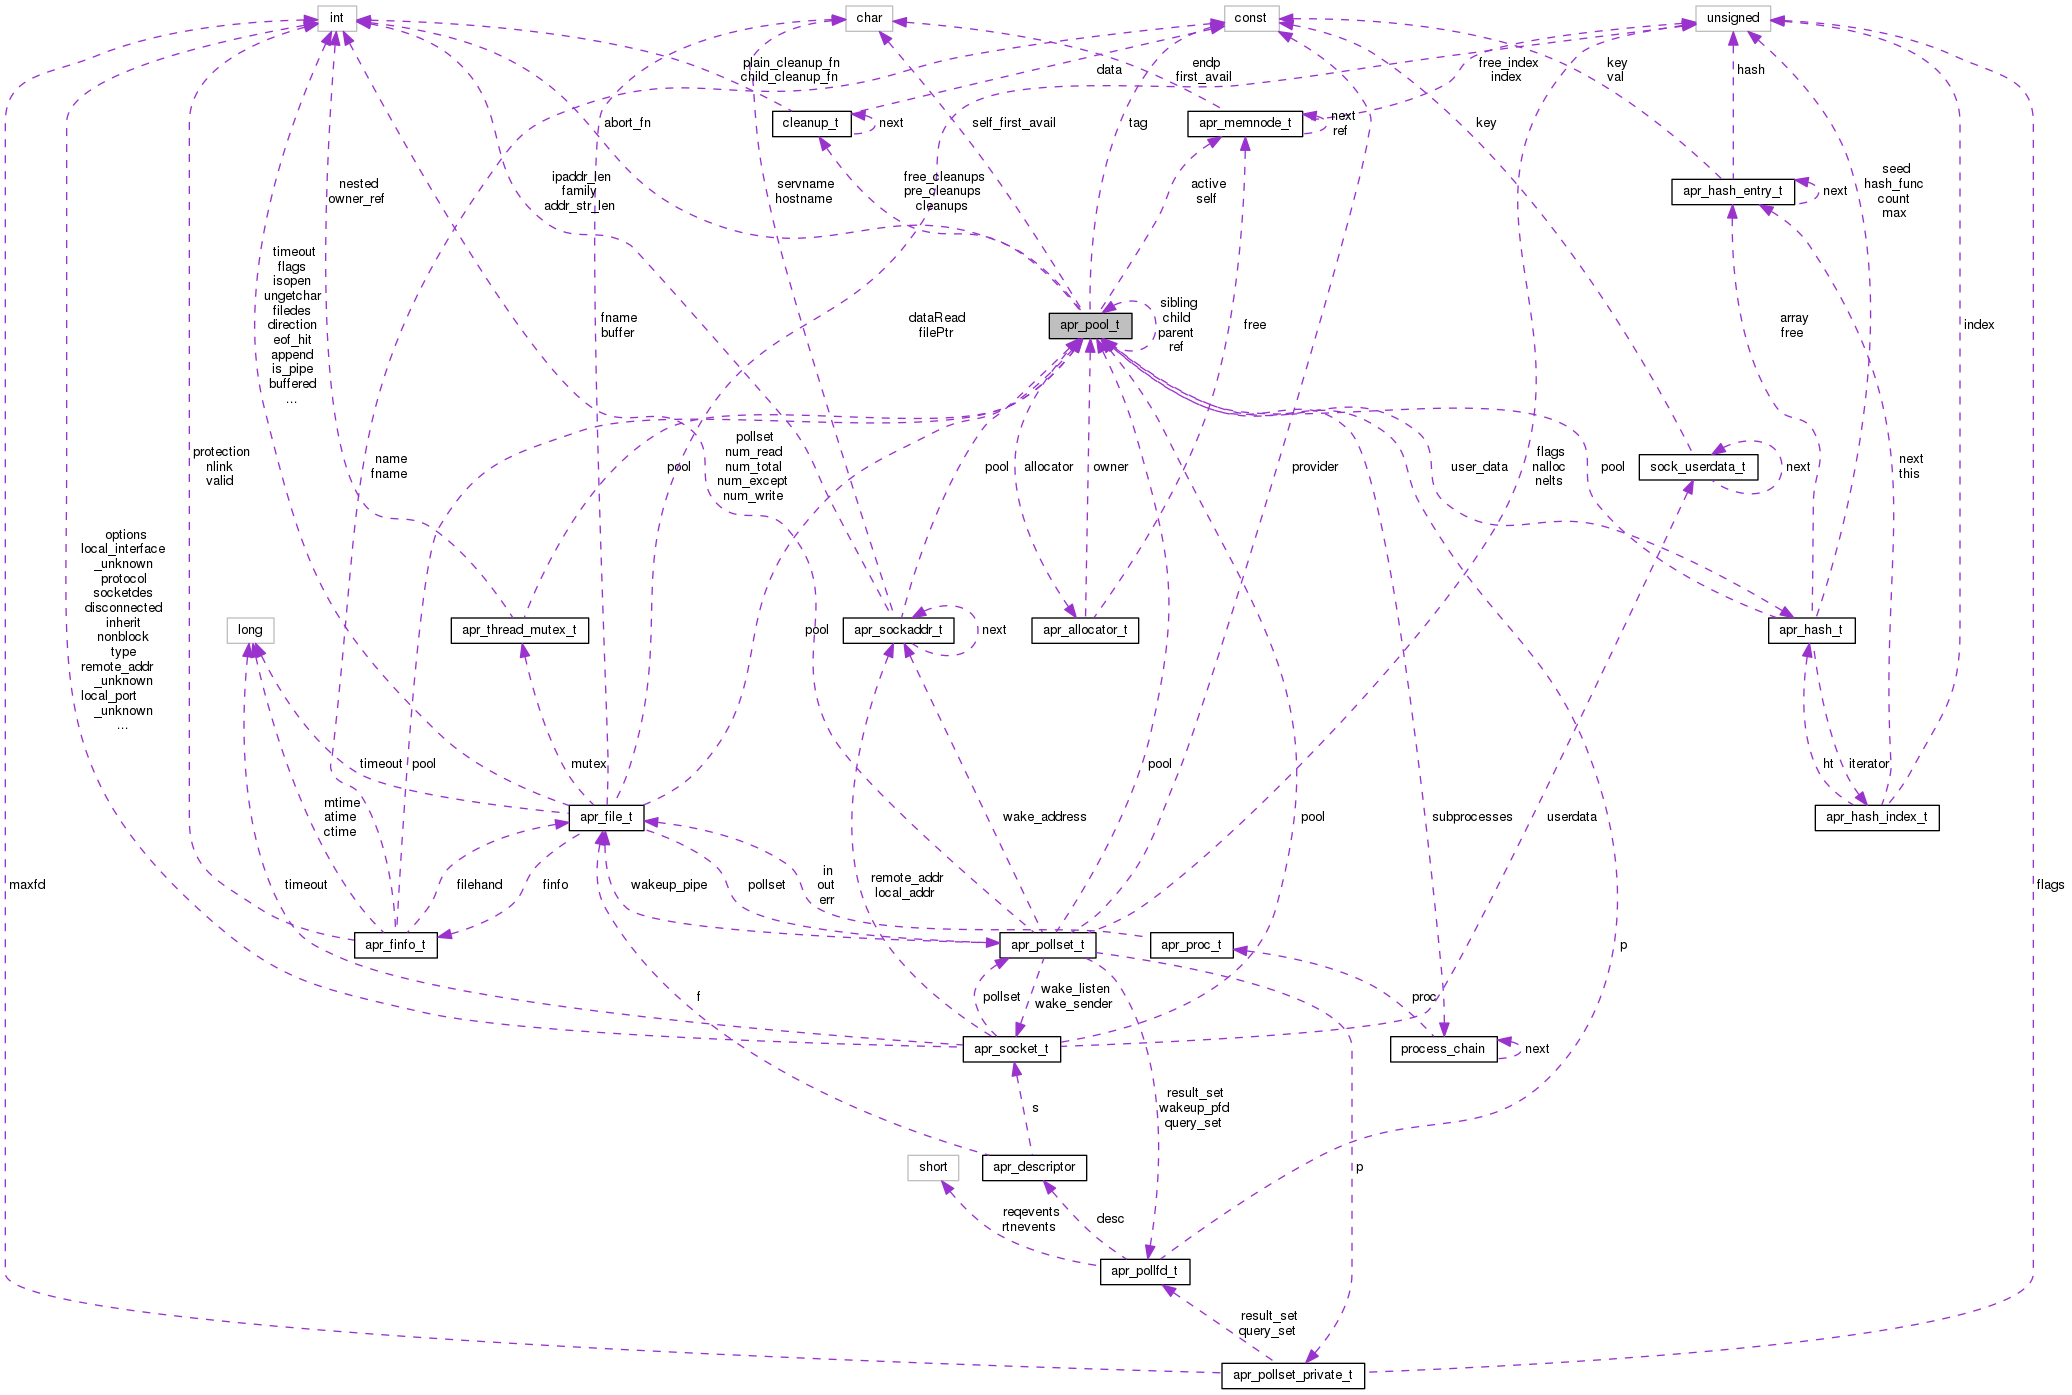 int
char
const
unsigned
plain_cleanup_fn
child_cleanup_fn
data
endp
first_avail
free_index
index
key
val
hash
abort_fn
cleanup_t
next
self_first_avail
tag
apr_memnode_t
next
ref
key
nested
owner_ref
ipaddr_len
family
addr_str_len
servname
hostname
free_cleanups
pre_cleanups
cleanups
active
self
apr_hash_entry_t
next
seed
hash_func
count
max
timeout
flags
isopen
ungetchar
filedes
direction
eof_hit
append
is_pipe
buffered
...
fname
buffer
dataRead
filePtr
apr_pool_t
sibling
child
parent
ref
free
array
free
index
protection
nlink
valid
name
fname
pool
pollset
num_read
num_total
num_except
num_write
pool
allocator
owner
provider
user_data
flags
nalloc
nelts
pool
sock_userdata_t
next
next
this
options
local_interface
_unknown
protocol
socketdes
disconnected
inherit
nonblock
type
remote_addr
_unknown
local_port
_unknown
...
long
apr_thread_mutex_t
pool
apr_sockaddr_t
next
apr_allocator_t
apr_hash_t
timeout
pool
mutex
pool
ht
iterator
mtime
atime
ctime
apr_file_t
wake_address
pool
subprocesses
userdata
apr_hash_index_t
maxfd
timeout
filehand
finfo
wakeup_pipe
pollset
in
out
err
remote_addr
local_addr
flags
apr_finfo_t
apr_pollset_t
apr_proc_t
p
f
pollset
wake_listen
wake_sender
proc
apr_socket_t
process_chain
next
s
result_set
wakeup_pfd
query_set
short
apr_descriptor
p
reqevents
rtnevents
desc
apr_pollfd_t
result_set
query_set
apr_pollset_private_t